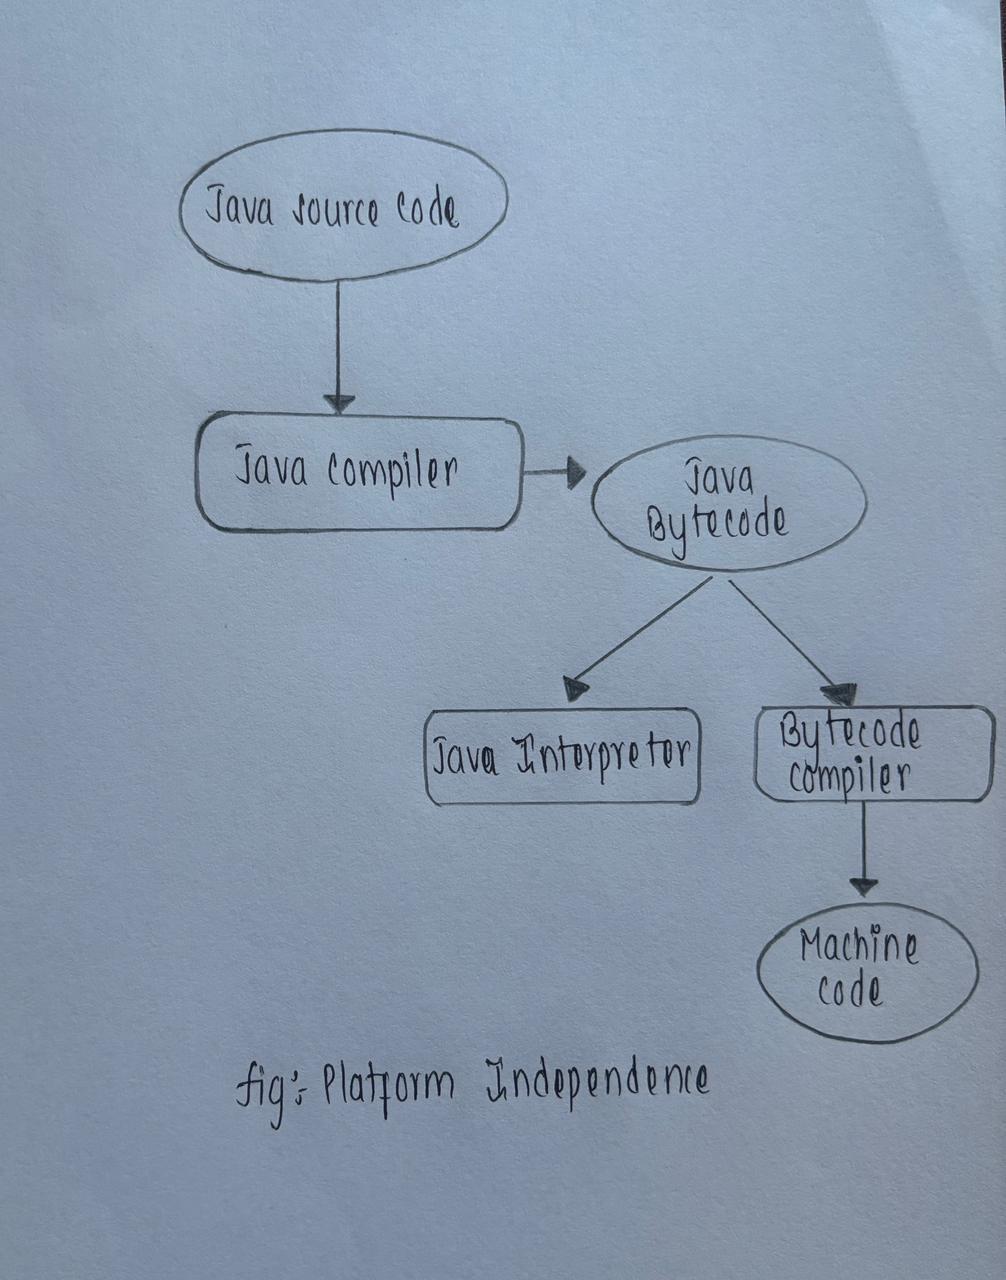 Java source code
Java compiler
Java
Bytecode
Java Interpreter
Bytecode
compiler
Machine
code
fig:- Platform Independence